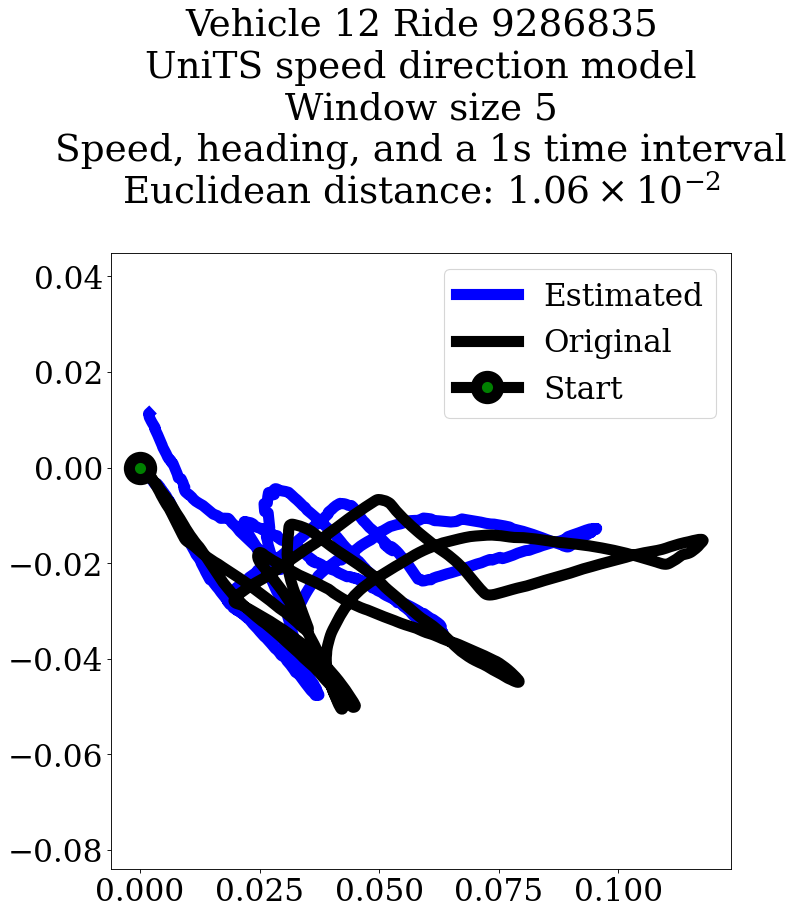 Vehicle 12 Ride 9286835
UniTS speed direction model
Window size 5
Speed, heading, and a 1s time interval
Euclidean distance: 1.06 × 10⁻²
0.04
0.02
0.00
−0.02
−0.04
−0.06
−0.08
Estimated
Original
Start
0.000 0.025 0.050 0.075 0.100